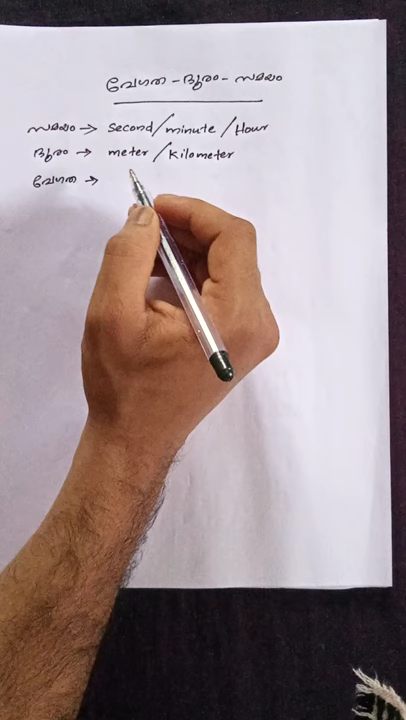 വേഗത - ദൂരം - സമയം
സമയം → second/minute/Hour
ദൂരം → meter/Kilometer
വേഗത →